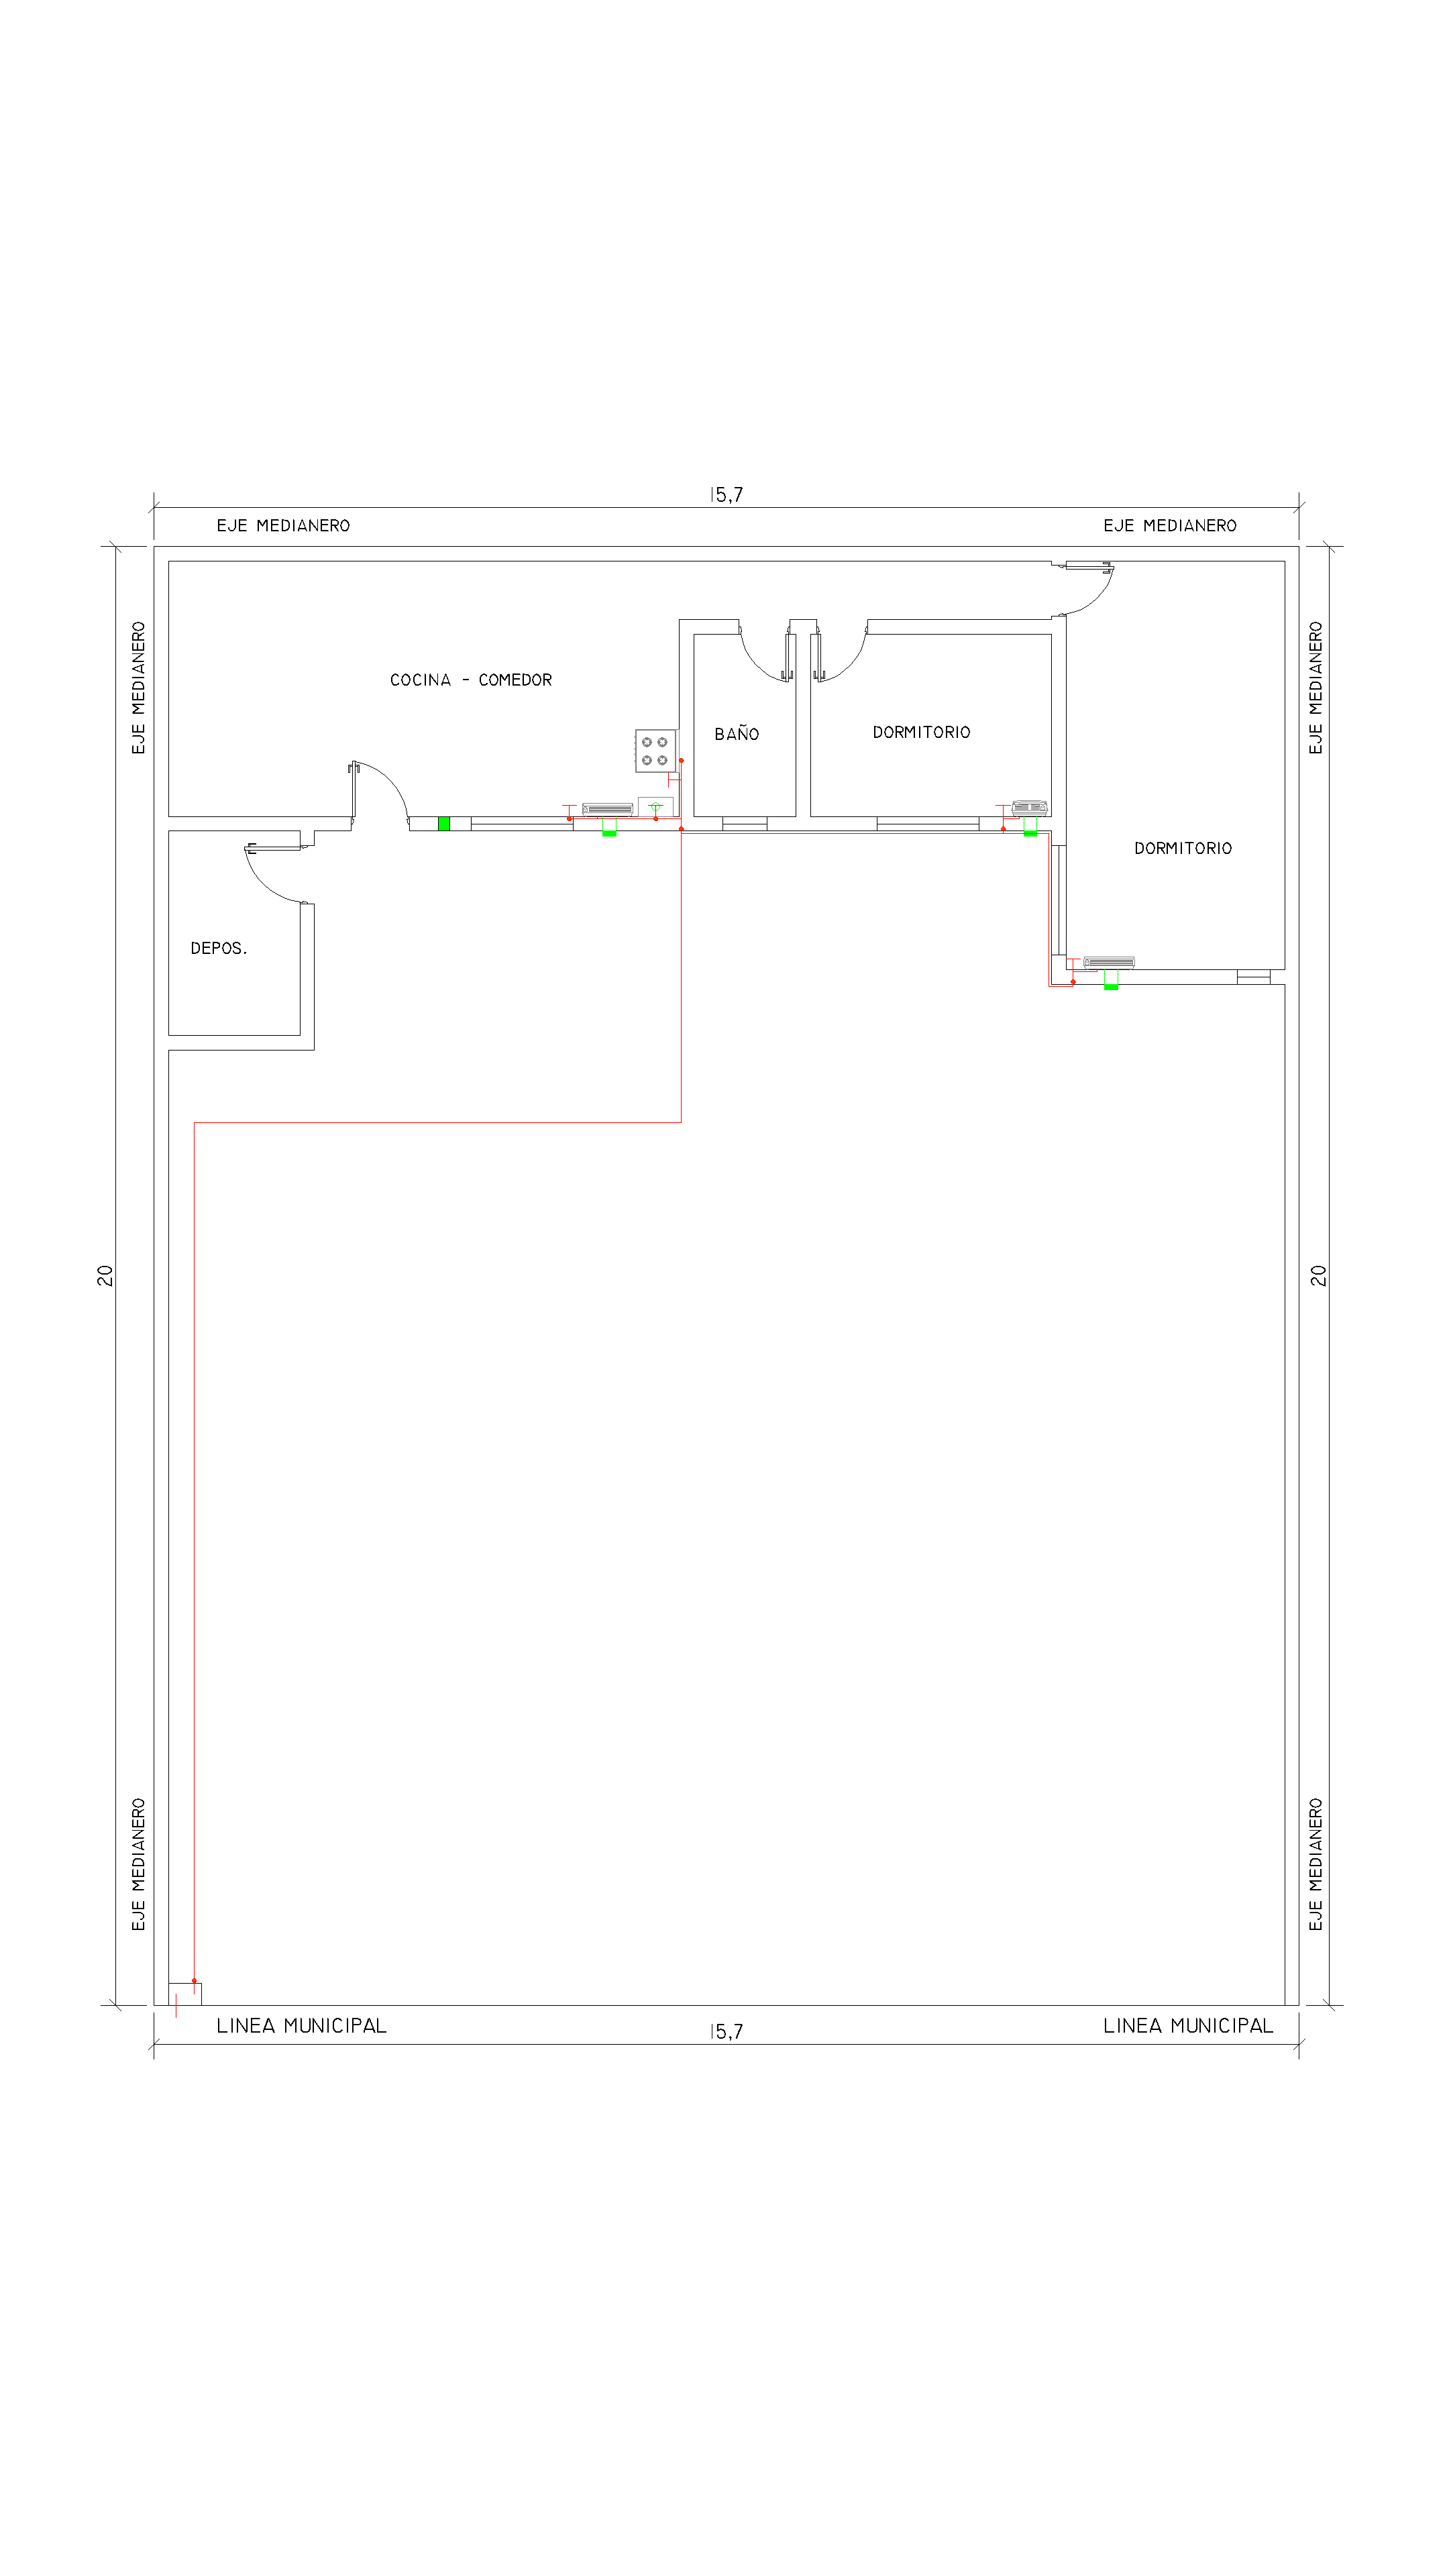 15,7
EJE MEDIANERO
EJE MEDIANERO
EJE MEDIANERO
EJE MEDIANERO
COCINA - COMEDOR
BAÑO
DORMITORIO
DORMITORIO
DEPOS.
20
20
EJE MEDIANERO
EJE MEDIANERO
LINEA MUNICIPAL
15,7
LINEA MUNICIPAL